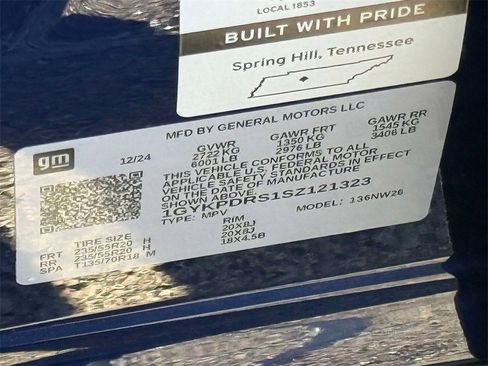 LOCAL 1853
BUILT WITH PRIDE
Spring Hill, Tennessee
MFD BY GENERAL MOTORS LLC
gm
12/24
GVWR GAWR FRT GAWR RR
2722 KG 1350 KG 1545 KG
6001 LB 2976 LB 3406 LB
THIS VEHICLE CONFORMS TO ALL
APPLICABLE U.S. FEDERAL MOTOR
VEHICLE SAFETY STANDARDS IN EFFECT
ON THE DATE OF MANUFACTURE
SHOWN ABOVE.
1GYKPDRS1SZ121323
TYPE: MPV MODEL: 136NW26
TIRE SIZE RIM
FRT 235/55R20 H 20X8J
RR 235/55R20 H 20X8J
SPA T135/70R18 M 18X4.5B